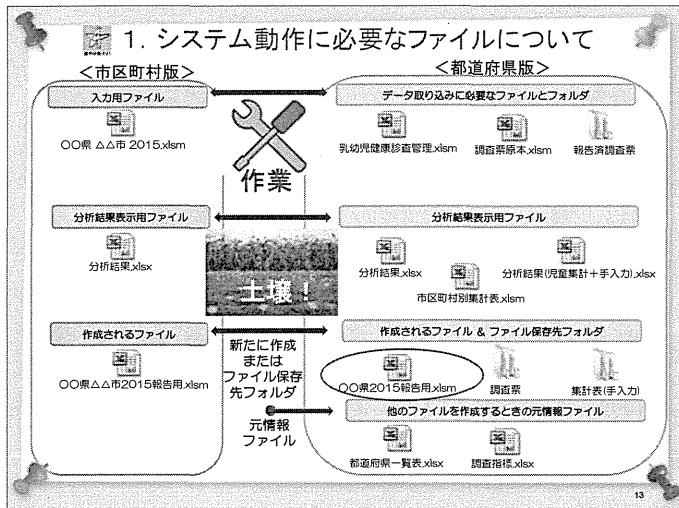 1. システム動作に必要なファイルについて
＜市区町村版＞
＜都道府県版＞
入力用ファイル
データ取り込みに必要なファイルとフォルダ
〇〇県 △△市 2015.xlsm
作業
乳幼児健康診査管理.xlsm
調査票原本.xlsm
報告済調査票
分析結果表示用ファイル
分析結果表示用ファイル
分析結果.xlsx
土壌！
分析結果.xlsx
市区町村別集計表.xlsm
分析結果(児童集計＋手入力).xlsx
作成されるファイル
作成されるファイル & ファイル保存先フォルダ
〇〇県△△市2015報告用.xlsm
新たに作成
または
ファイル保存
先フォルダ
〇〇県2015報告用.xlsm
調査票
集計表(手入力)
元情報
ファイル
他のファイルを作成するときの元情報ファイル
都道府県一覧表.xlsx
調査指標.xlsx
13